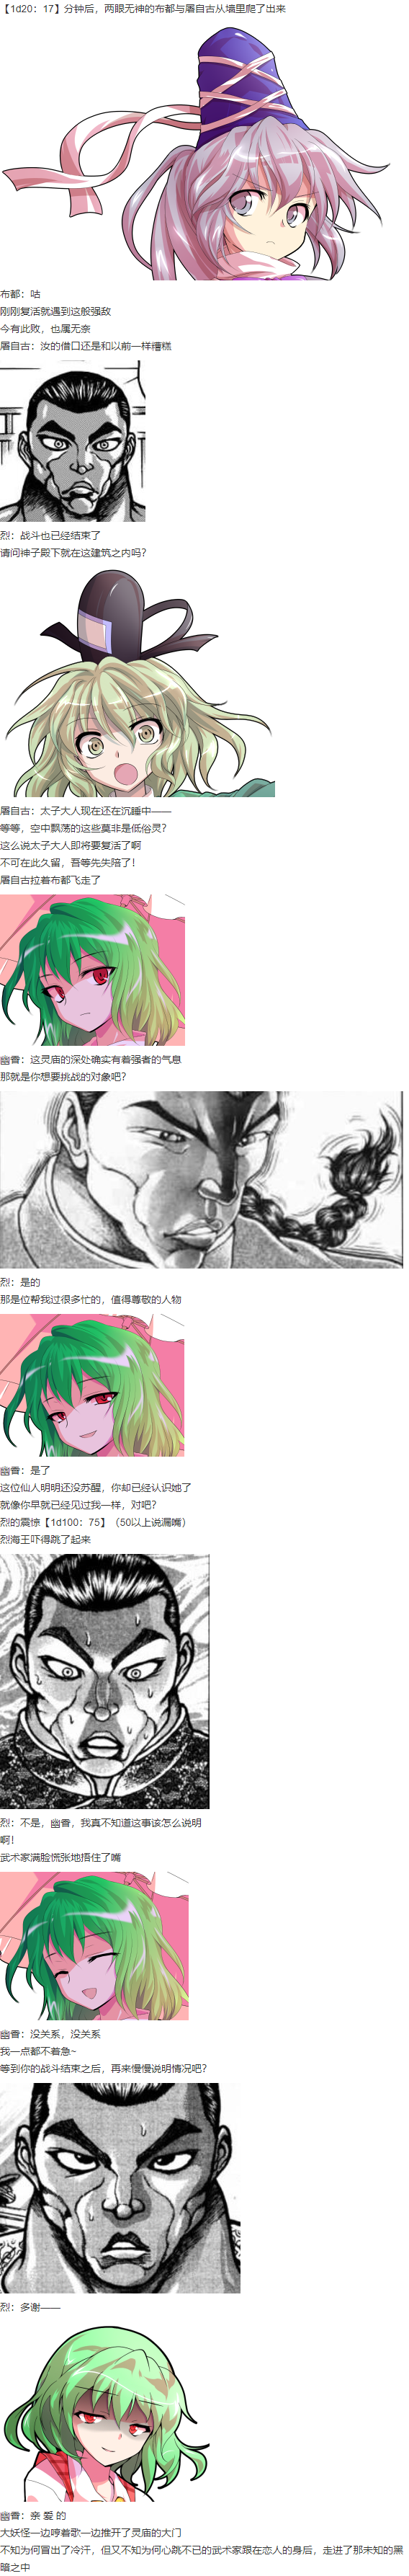 【1d20：17】分钟后，两眼无神的布都与屠自古从墙里爬了出来
布都：咕
刚刚复活就遇到这般强敌
今有此败，也属无奈
屠自古：汝的借口还是和以前一样糟糕
烈：战斗也已经结束了
请问神子殿下就在这建筑之内吗？
屠自古：太子大人现在还在沉睡中——
等等，空中飘荡的这些莫非是低俗灵？
这么说太子大人即将要复活了啊
不可在此久留，吾等先失陪了！
屠自古拉着布都飞走了
幽香：这灵庙的深处确实有着强者的气息
那就是你想要挑战的对象吧？
烈：是的
那是位帮我过很多忙的，值得尊敬的人物
幽香：是了
这位仙人明明还没苏醒，你却已经认识她了
就像你早就已经见过我一样，对吧？
烈的震惊【1d100：75】（50以上说漏嘴）
烈海王吓得跳了起来
烈：不是，幽香，我真不知道这事该怎么说明
啊！
武术家满脸慌张地捂住了嘴
幽香：没关系，没关系
我一点都不着急~
等到你的战斗结束之后，再来慢慢说明情况吧？
烈：多谢——
幽香：亲 爱 的
大妖怪一边哼着歌一边推开了灵庙的大门
不知为何冒出了冷汗，但又不知为何心跳不已的武术家跟在恋人的身后，走进了那未知的黑
暗之中